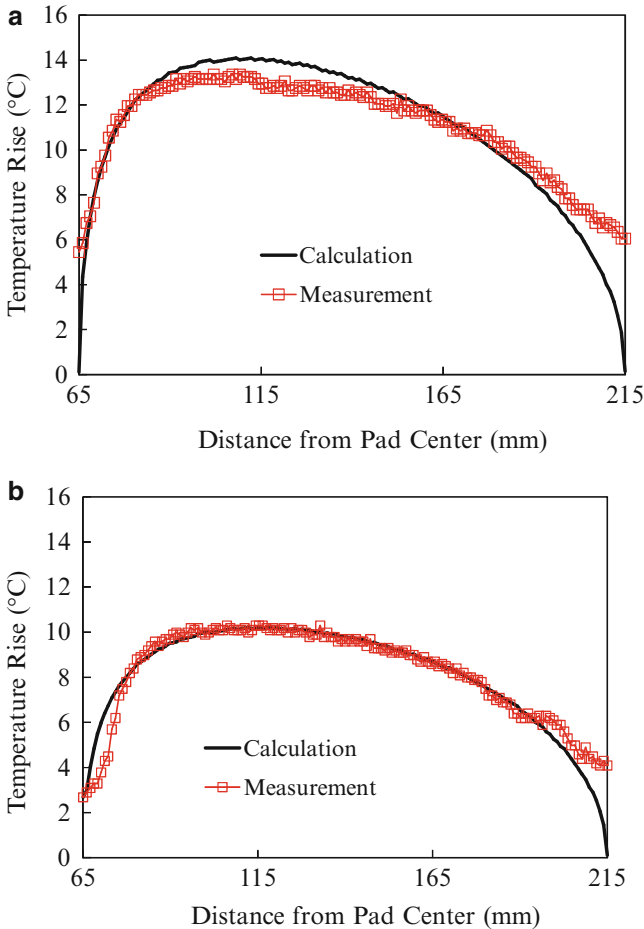 a
16
14
12
10
8
6
4
2
0
Temperature Rise (°C)
Calculation
Measurement
65
115
165
215
Distance from Pad Center (mm)
b
16
14
12
10
8
6
4
2
0
Temperature Rise (°C)
Calculation
Measurement
65
115
165
215
Distance from Pad Center (mm)